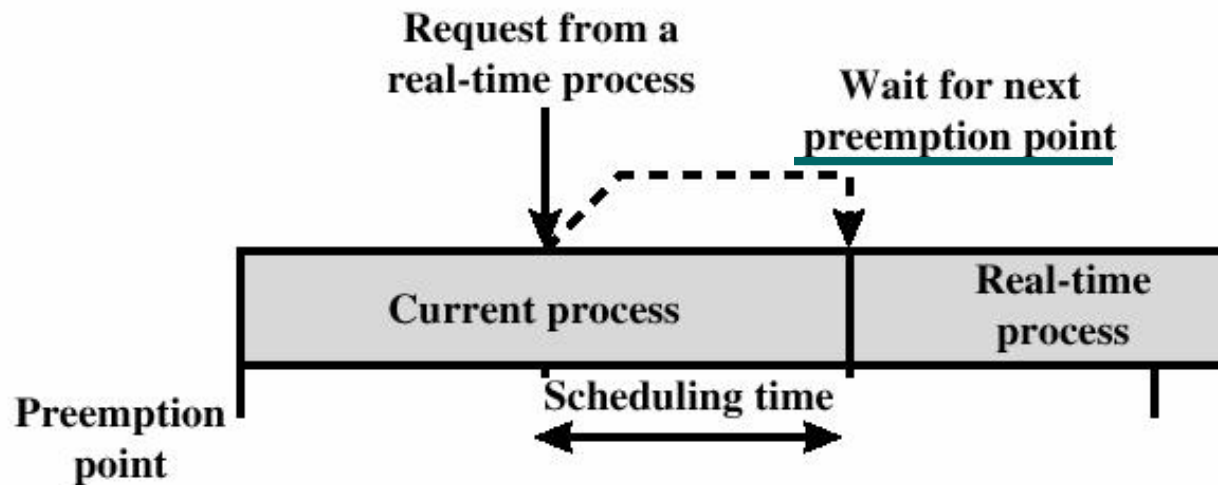 Request from a
real-time process
Wait for next
preemption point
Current process
Real-time
process
Preemption
point
Scheduling time